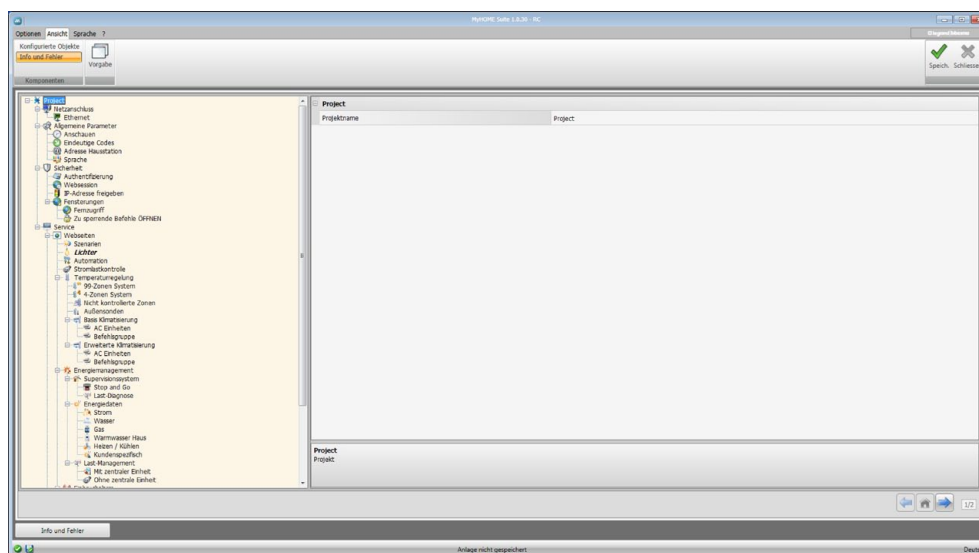 MyHOME Suite 1.0.50 - RC
Optionen Ansicht Sprache ?
Konfigurierte Objekte
Info und Fehler
Vorgabe
Komponenten
Speich. Schliesse
Project
Netzanschluss
Ethernet
Allgemeine Parameter
Anschauen
Eindeutige Codes
Adresse Hausstation
Sprache
Sicherheit
Authentifizierung
Websession
IP-Adresse freigeben
Fensterungen
Fernzugriff
Zu sperrende Befehle ÖFFNEN
Service
Webseiten
Szenarien
Lichter
Automation
Stromlastkontrolle
Temperaturregelung
99-Zonen System
4-Zonen System
Nicht kontrollierte Zonen
Außensonden
Basis Klimatisierung
AC Einheiten
Befehlsgruppe
Erweiterte Klimatisierung
AC Einheiten
Befehlsgruppe
Energiemanagement
Supervisionssystem
Stop and Go
Last-Diagnose
Energiedaten
Strom
Wasser
Gas
Warmwasser Haus
Heizen / Kühlen
Kundenspezifisch
Last-Management
Mit zentraler Einheit
Ohne zentrale Einheit
Project
Projektname Project
Project
Projekt
1/2
Info und Fehler
Anlage nicht gespeichert